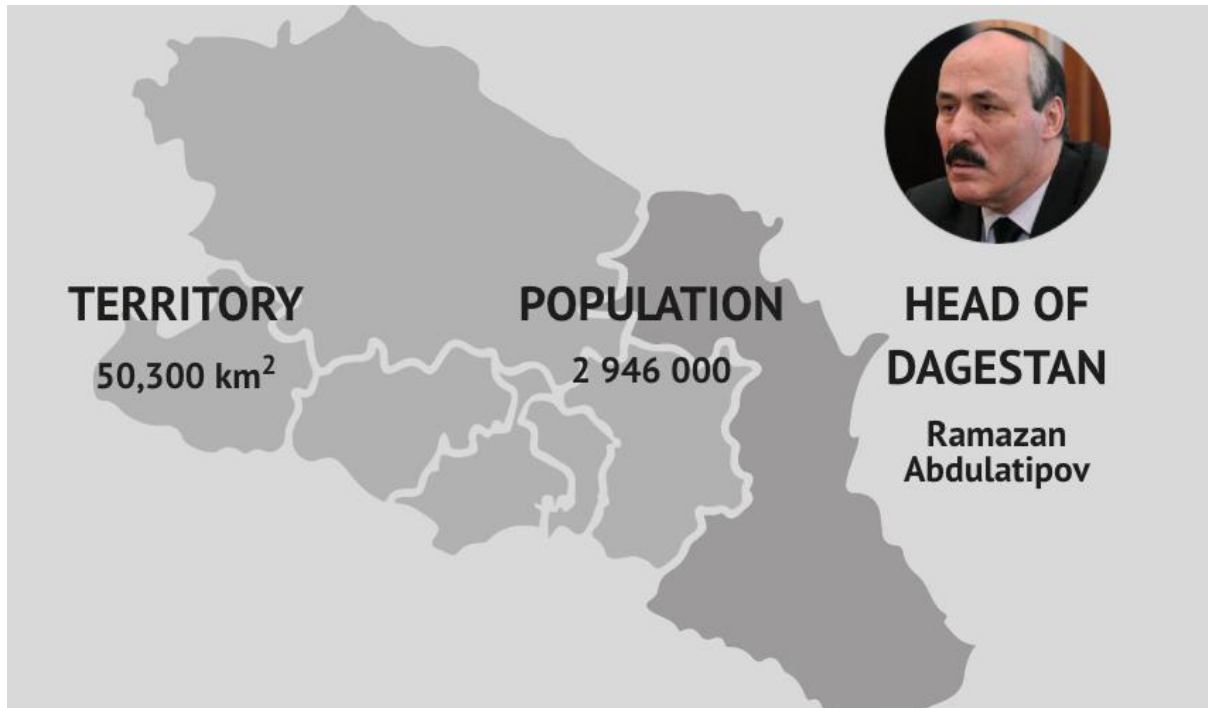 TERRITORY
50,300 km²
POPULATION
2 946 000
HEAD OF
DAGESTAN
Ramazan
Abdulatipov